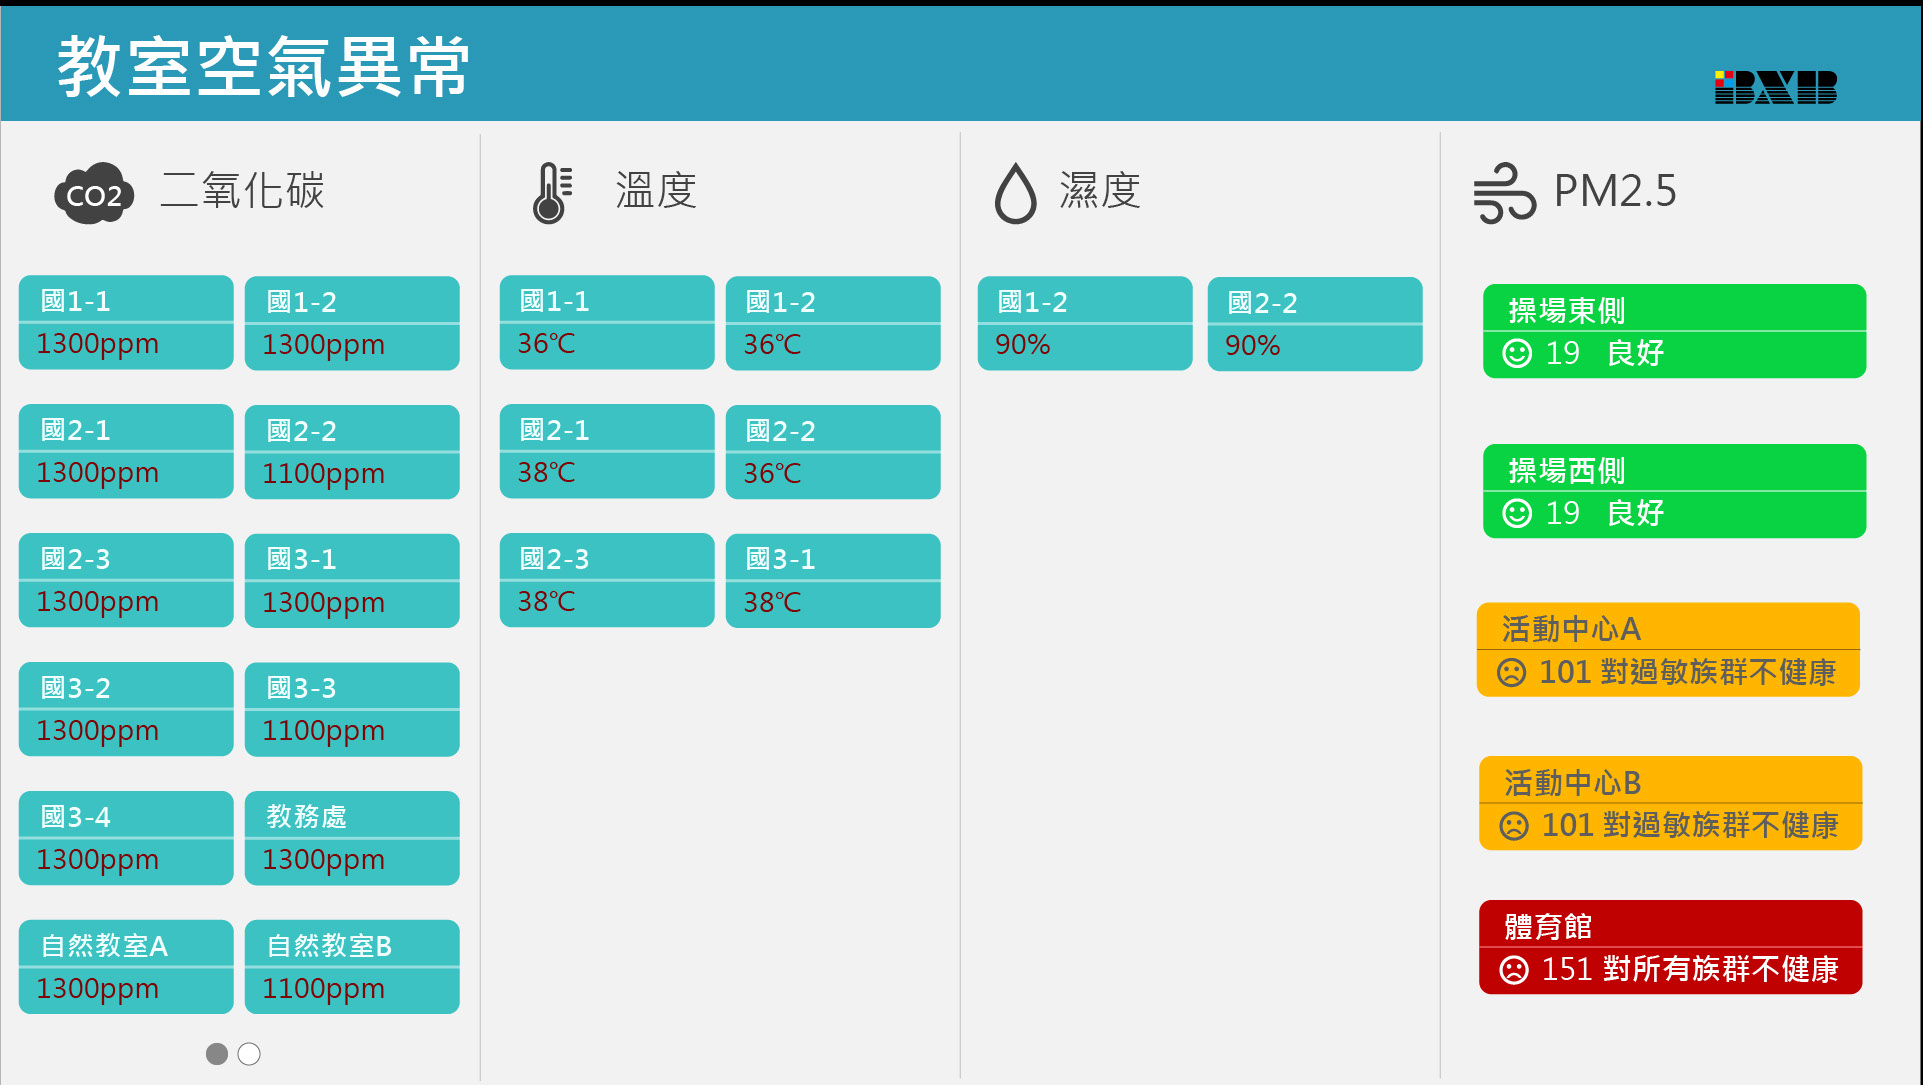 教室空氣異常
BXB
CO2 二氧化碳
國1-1
1300ppm
國1-2
1300ppm
國2-1
1300ppm
國2-2
1100ppm
國2-3
1300ppm
國3-1
1300ppm
國3-2
1300ppm
國3-3
1100ppm
國3-4
1300ppm
教務處
1300ppm
自然教室A
1300ppm
自然教室B
1100ppm
溫度
國1-1
36℃
國1-2
36℃
國2-1
38℃
國2-2
36℃
國2-3
38℃
國3-1
38℃
濕度
國1-2
90%
國2-2
90%
PM2.5
操場東側
19 良好
操場西側
19 良好
活動中心A
101 對過敏族群不健康
活動中心B
101 對過敏族群不健康
體育館
151 對所有族群不健康